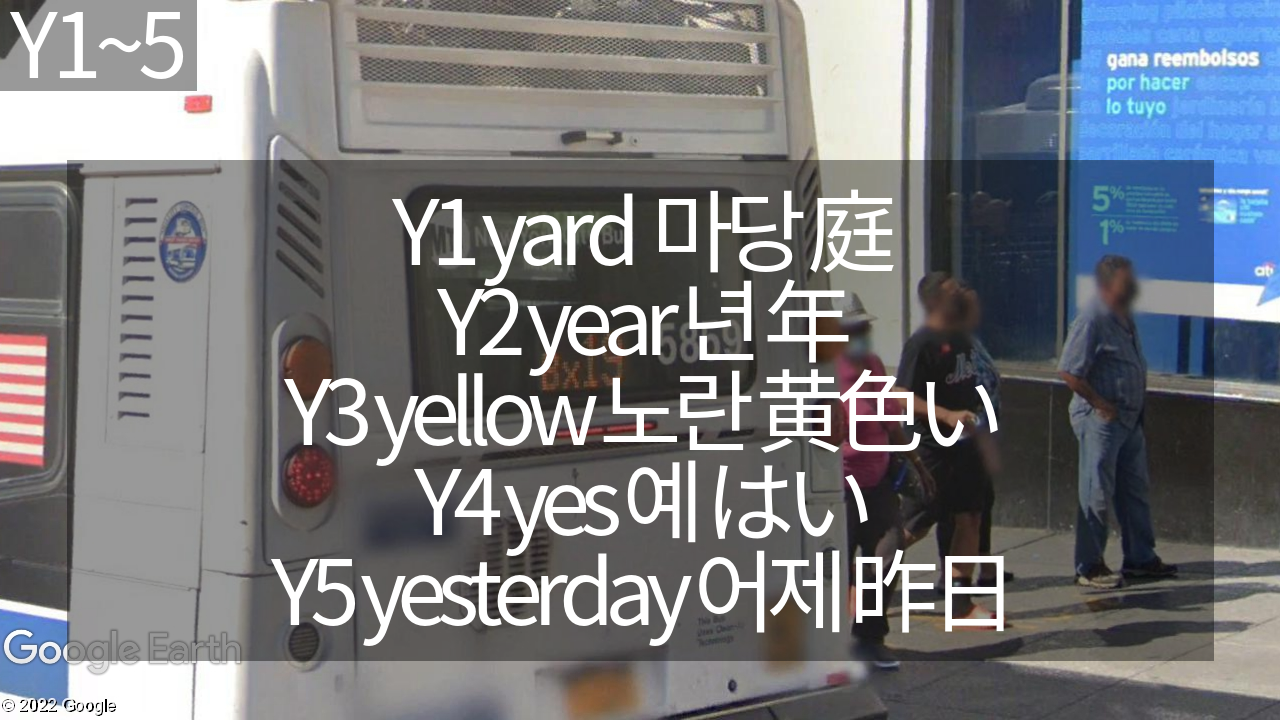 Y1~5
gana reembolsos
por hacer
lo tuyo
5%
1%
Y1 yard 마당 庭
Y2 year 년 年
Y3 yellow 노란 黄色い
Y4 yes 예 はい
Y5 yesterday 어제 昨日
5869
Bx15
Google Earth
© 2022 Google